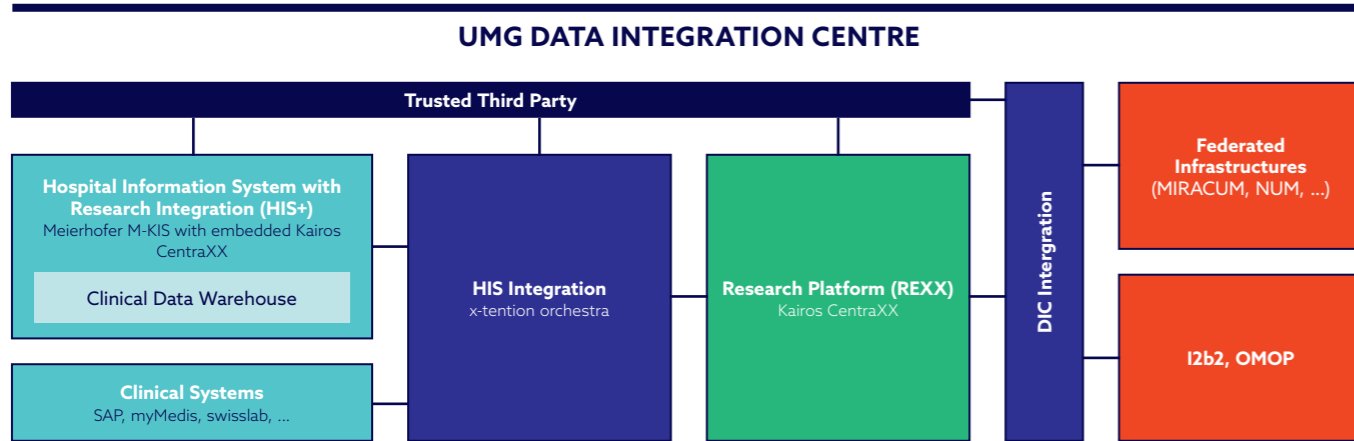 UMG DATA INTEGRATION CENTRE
Trusted Third Party
Hospital Information System with
Research Integration (HIS+)
Meierhofer M-KIS with embedded Kairos
CentraXX
Clinical Data Warehouse
Clinical Systems
SAP, myMedis, swisslab, ...
HIS Integration
x-tention orchestra
Research Platform (REXX)
Kairos CentraXX
DIC Intergration
Federated
Infrastructures
(MIRACUM, NUM, ...)
I2b2, OMOP